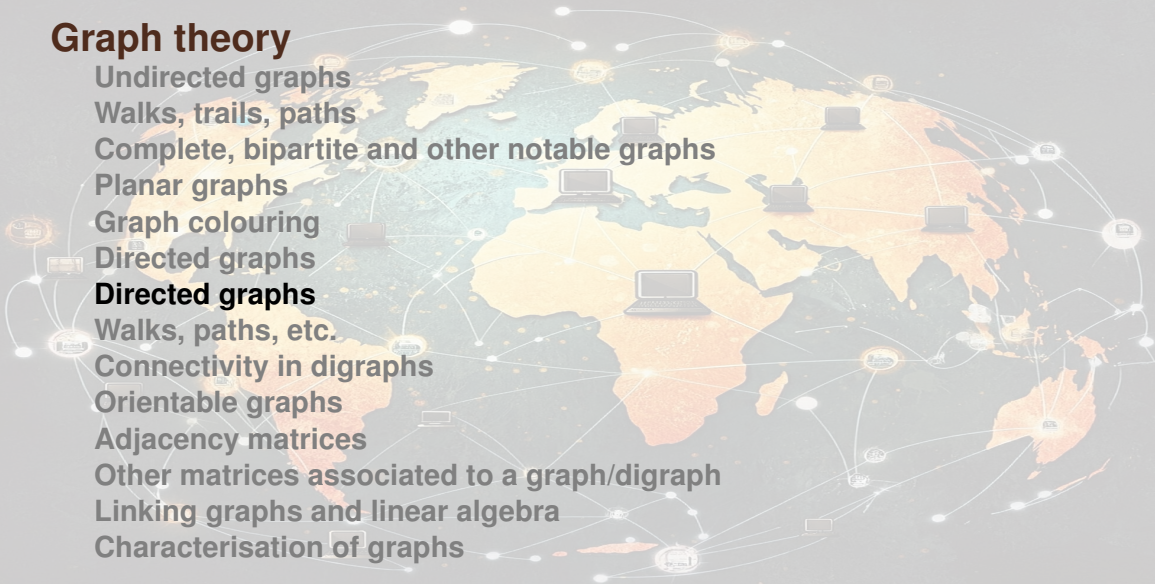 Graph theory
Undirected graphs
Walks, trails, paths
Complete, bipartite and other notable graphs
Planar graphs
Graph colouring
Directed graphs
Directed graphs
Walks, paths, etc.
Connectivity in digraphs
Orientable graphs
Adjacency matrices
Other matrices associated to a graph/digraph
Linking graphs and linear algebra
Characterisation of graphs